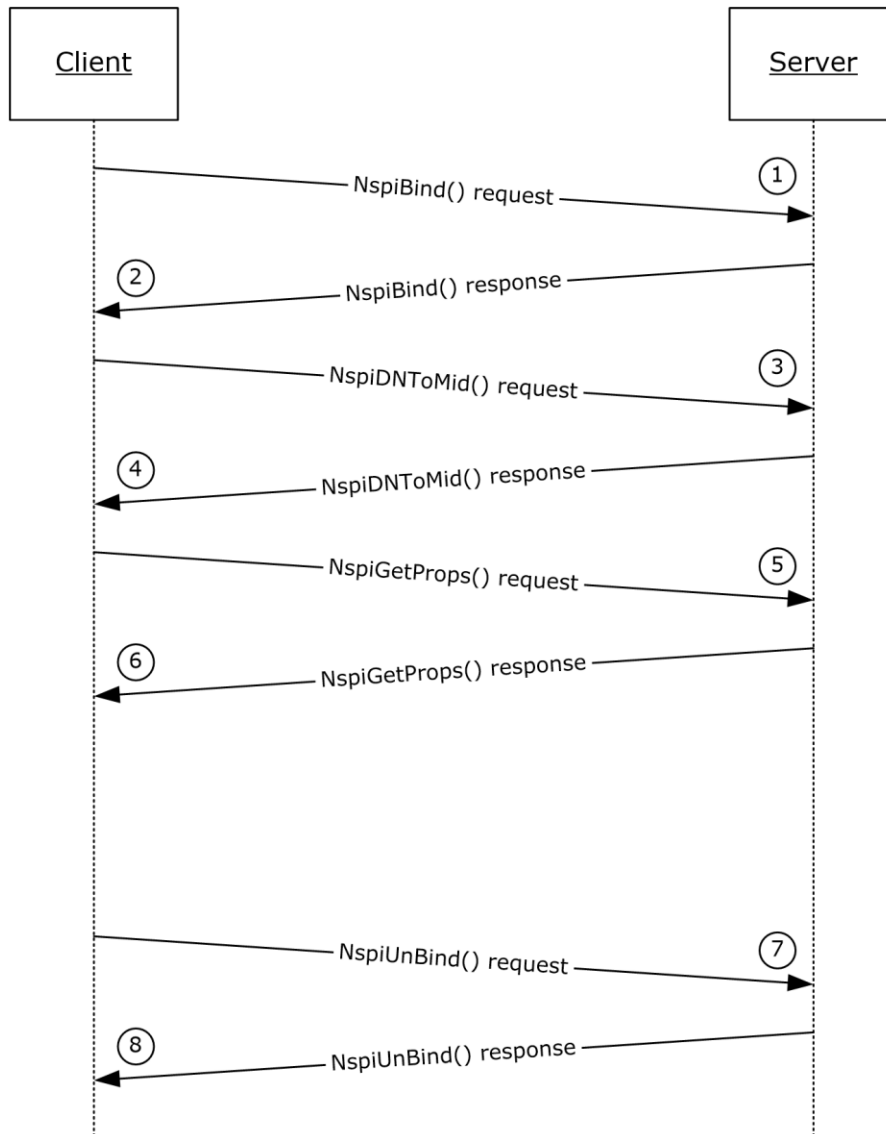 Client
Server
NspiBind() request
1
2
NspiBind() response
NspiDNToMid() request
3
4
NspiDNToMid() response
NspiGetProps() request
5
6
NspiGetProps() response
NspiUnBind() request
7
8
NspiUnBind() response